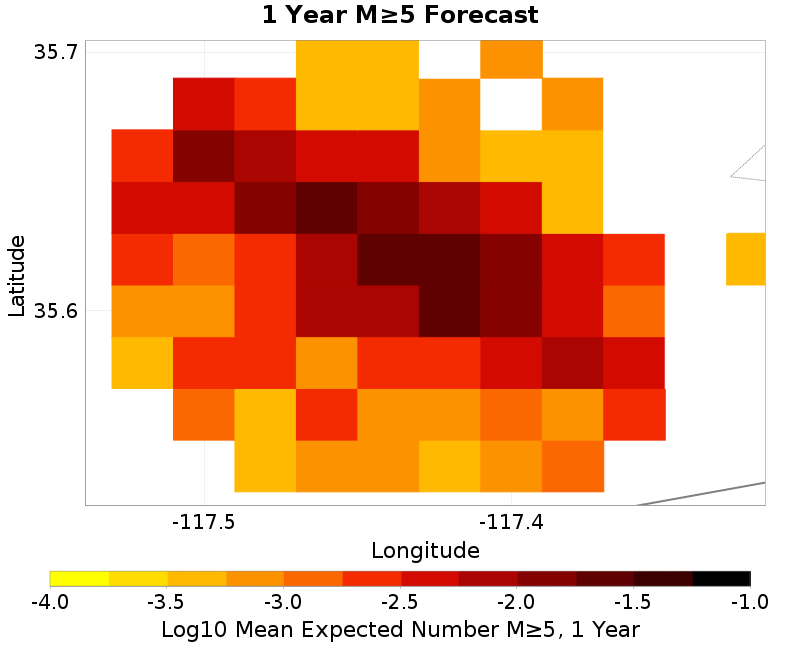 1 Year M≥5 Forecast
35.7
35.6
Latitude
-117.5
-117.4
Longitude
-4.0
-3.5
-3.0
-2.5
-2.0
-1.5
-1.0
Log10 Mean Expected Number M≥5, 1 Year